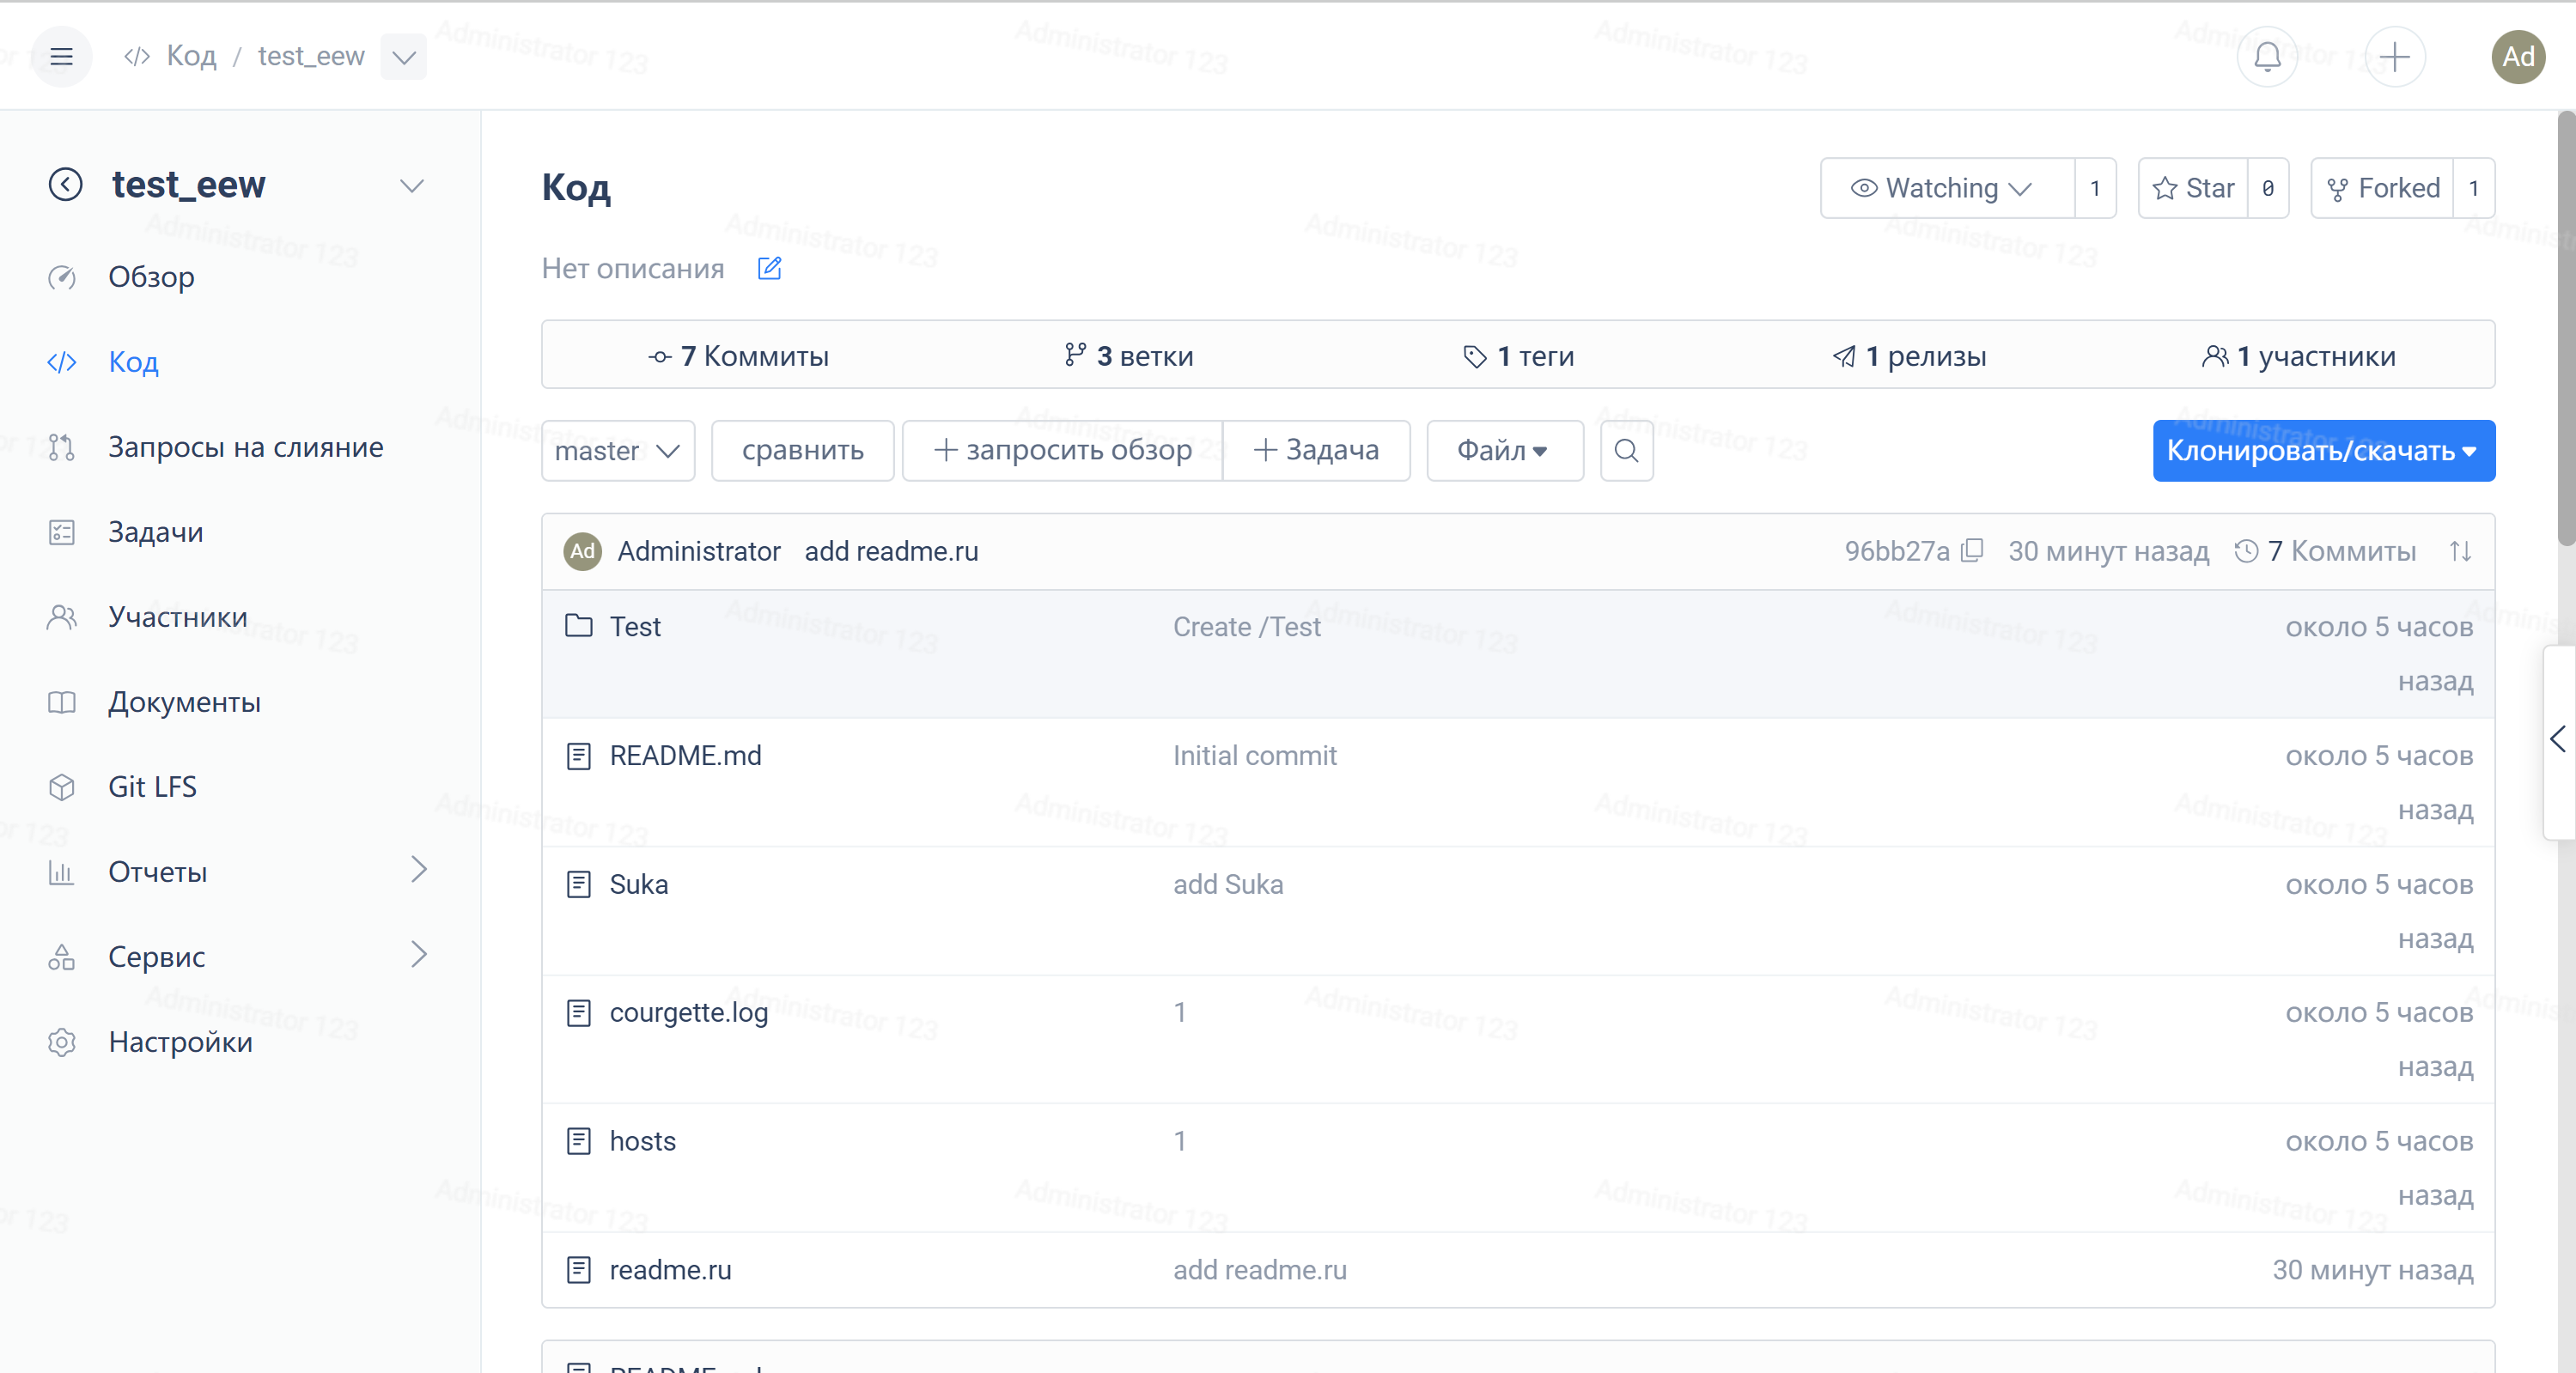 Код / test_eew
Ad
test_eew
Обзор
Код
Запросы на слияние
Задачи
Участники
Документы
Git LFS
Отчеты
Сервис
Настройки
Код
Watching 1 Star 0 Forked 1
Нет описания
7 Коммиты 3 ветки 1 теги 1 релизы 1 участники
master сравнить + запросить обзор + Задача Файл Клонировать/скачать
Ad Administrator add readme.ru 96bb27a 30 минут назад 7 Коммиты
Test Create /Test около 5 часов
назад
README.md Initial commit около 5 часов
назад
Suka add Suka около 5 часов
назад
courgette.log 1 около 5 часов
назад
hosts 1 около 5 часов
назад
readme.ru add readme.ru 30 минут назад
Administrator 123